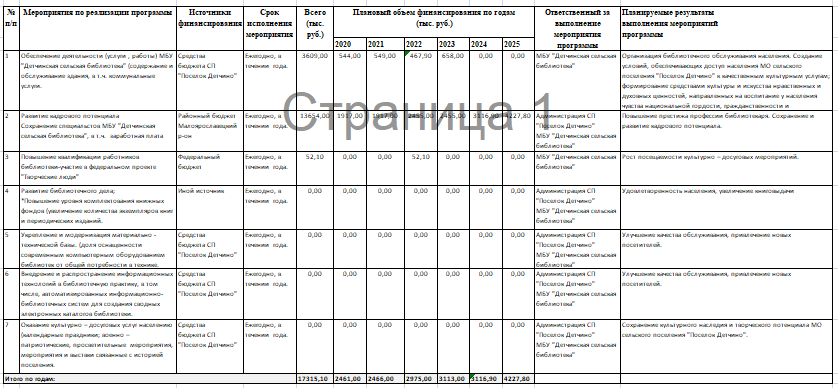 № п/п
Мероприятия по реализации программы
Источники финансирования
Срок исполнения мероприятия
Всего (тыс. руб.)
Плановый объем финансирования по годам (тыс. руб.)
Ответственный за выполнение мероприятия программы
Планируемые результаты выполнения мероприятий программы
2020 2021 2022 2023 2024 2025
1
Обеспечение деятельности (услуги , работы) МБУ
"Детчинская сельская библиотека" (содержание и
обслуживание здания, в т.ч. коммунальные
услуги.
Средства
бюджета СП
"Поселок Детчино"
Ежегодно, в
течении года.
3609,00 544,00 549,00 467,90 658,00 0,00 0,00
МБУ "Детчинская сельская
библиотека"
Организация библиотечного обслуживания населения. Создание
условий, обеспечивающих доступ населения МО сельского
поселения "Поселок Детчино" к качественным культурным услугам;
формирование средствами культуры и искусства нравственных и
духовных ценностей, направленных на воспитание у населения
чувства национальной гордости, гражданственности и
2
Развитие кадрового потенциала
Сохранение специалистов МБУ "Детчинская
сельская библиотека", в т.ч. заработная плата
Районный бюджет
Малоярославецкий
р-он
Ежегодно, в
течении года.
13654,00 1917,00 1917,00 2455,00 2455,00 3116,90 4227,80
Администрация СП
"Поселок Детчино"
МБУ "Детчинская сельская
библиотека"
Повышение престижа профессии библиотекаря. Сохранение и
развитие кадрового потенциала.
3
Повышение квалификации работников
библиотеки-участие в федеральном проекте
"Творческие люди"
Федеральный
бюджет
Ежегодно, в
течении года.
52,10 0,00 0,00 52,10 0,00 0,00 0,00
МБУ "Детчинская сельская
библиотека"
Рост посещаемости культурно – досуговых мероприятий.
4
Развитие библиотечного дела;
*Повышение уровня комплектования книжных
фондов (увеличение количества экземпляров книг
и периодических изданий.
Иной источник
Ежегодно, в
течении года.
0,00 0,00 0,00 0,00 0,00 0,00 0,00
Администрация СП
"Поселок Детчино"
МБУ "Детчинская сельская
библиотека"
Удовлетворенность населения, увеличение книговыдачи
5
Укрепление и модернизация материально -
технической базы. (доля оснащености
современным компьютерным оборудованием
библиотек от общей потребности в технике.
Средства
бюджета СП
"Поселок Детчино"
Ежегодно, в
течении года.
0,00 0,00 0,00 0,00 0,00 0,00 0,00
Администрация СП
"Поселок Детчино"
МБУ "Детчинская сельская
библиотека"
Улучшение качества обслуживания, привлечение новых
посетителей.
6
Внедрение и распространение информационных
технологий в библиотечную практику, в том
числе, автоматизированных информационно-
библиотечных систем для создания сводных
электронных каталогов библиотеки.
Средства
бюджета СП
"Поселок Детчино"
Ежегодно, в
течении года.
0,00 0,00 0,00 0,00 0,00 0,00 0,00
Администрация СП
"Поселок Детчино"
МБУ "Детчинская сельская
библиотека"
Улучшение качества обслуживания, привлечение новых
посетителей.
7
Оказание культурно – досуговых услуг населению
(календарные праздники; военно –
патриотические, просветительные мероприятия,
мероприятия и выставки связанные с историей
поселения.
Средства
бюджета СП
"Поселок Детчино"
Ежегодно, в
течении года.
0,00 0,00 0,00 0,00 0,00 0,00 0,00
Администрация СП
"Поселок Детчино"
МБУ "Детчинская сельская
библиотека"
Сохранение культурного наследия и творческого потенциала МО
сельского поселения "Поселок Детчино".
Итого по годам: 17315,10 2461,00 2466,00 2975,00 3113,00 3116,90 4227,80
Страница 1